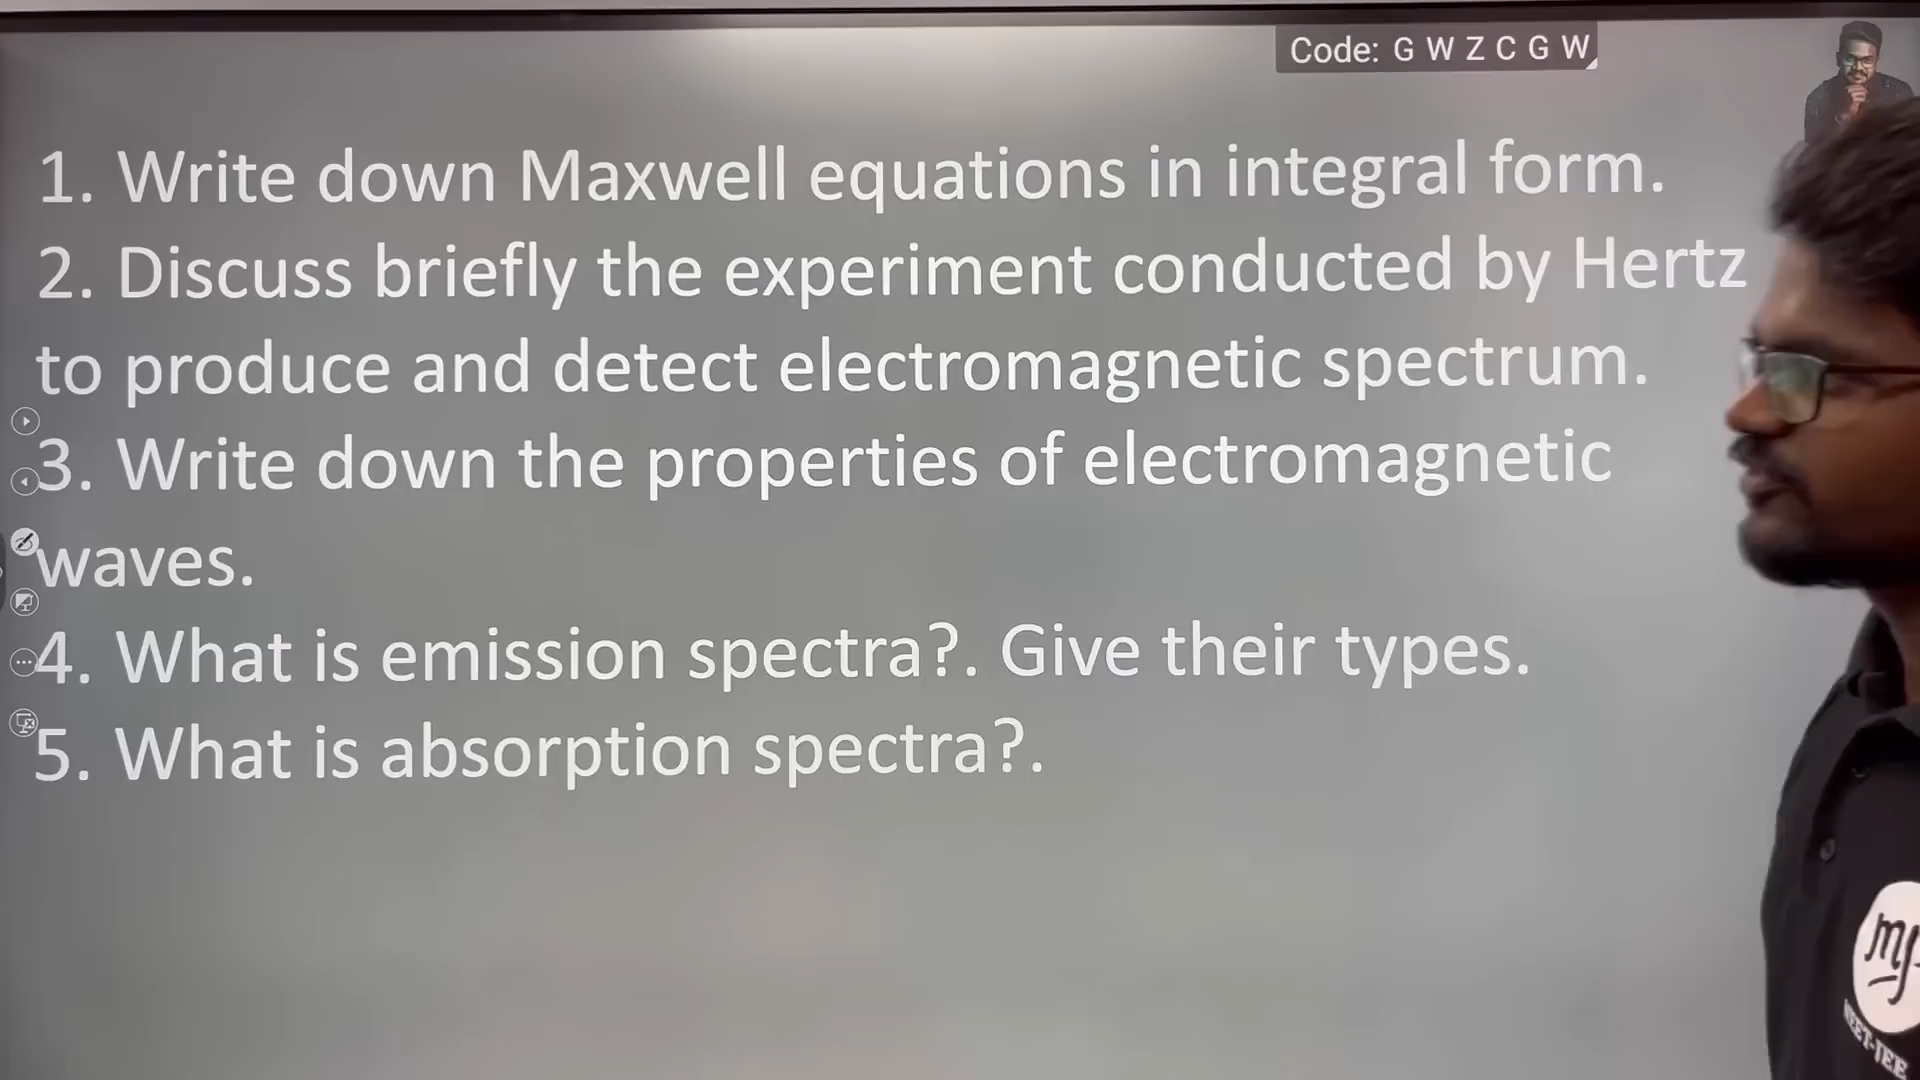 Code: G W Z C G W
1. Write down Maxwell equations in integral form.
2. Discuss briefly the experiment conducted by Hertz
to produce and detect electromagnetic spectrum.
3. Write down the properties of electromagnetic
waves.
4. What is emission spectra?. Give their types.
5. What is absorption spectra?.